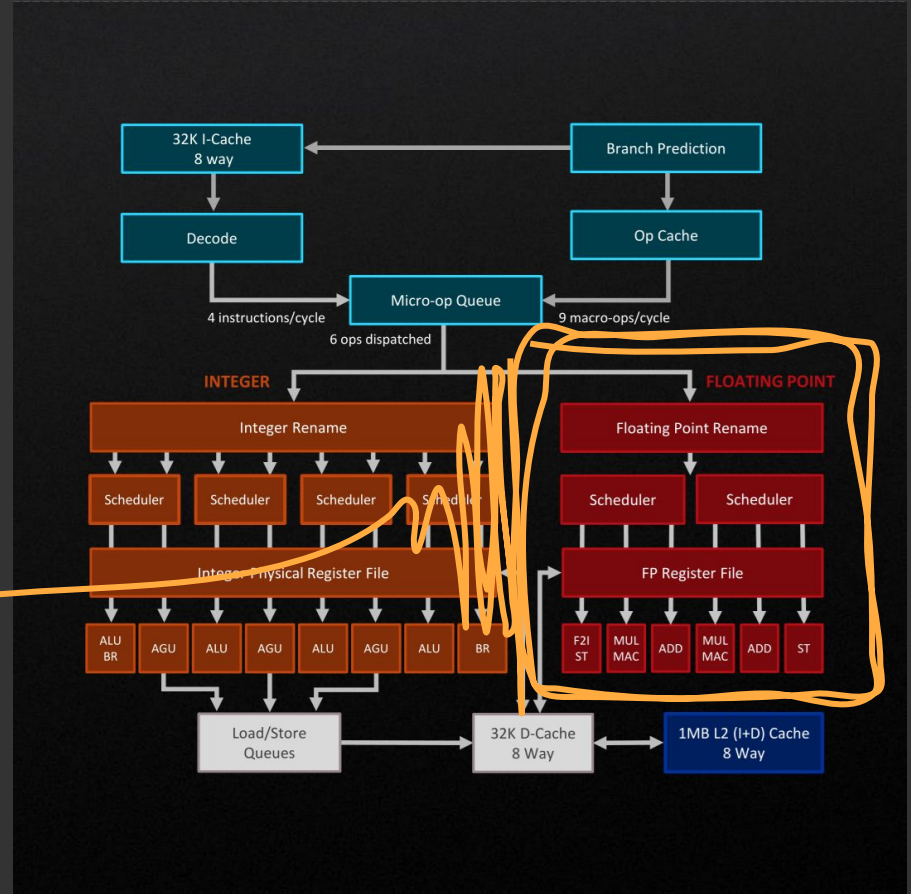 32K I-Cache
8 way
Branch Prediction
Decode
Op Cache
Micro-op Queue
4 instructions/cycle
9 macro-ops/cycle
6 ops dispatched
INTEGER
FLOATING POINT
Integer Rename
Floating Point Rename
Scheduler
Scheduler
Scheduler
Scheduler
Scheduler
Scheduler
Integer Physical Register File
FP Register File
ALU
BR
AGU
ALU
AGU
ALU
AGU
ALU
BR
F2I
ST
MUL
MAC
ADD
MUL
MAC
ADD
ST
Load/Store
Queues
32K D-Cache
8 Way
1MB L2 (I+D) Cache
8 Way